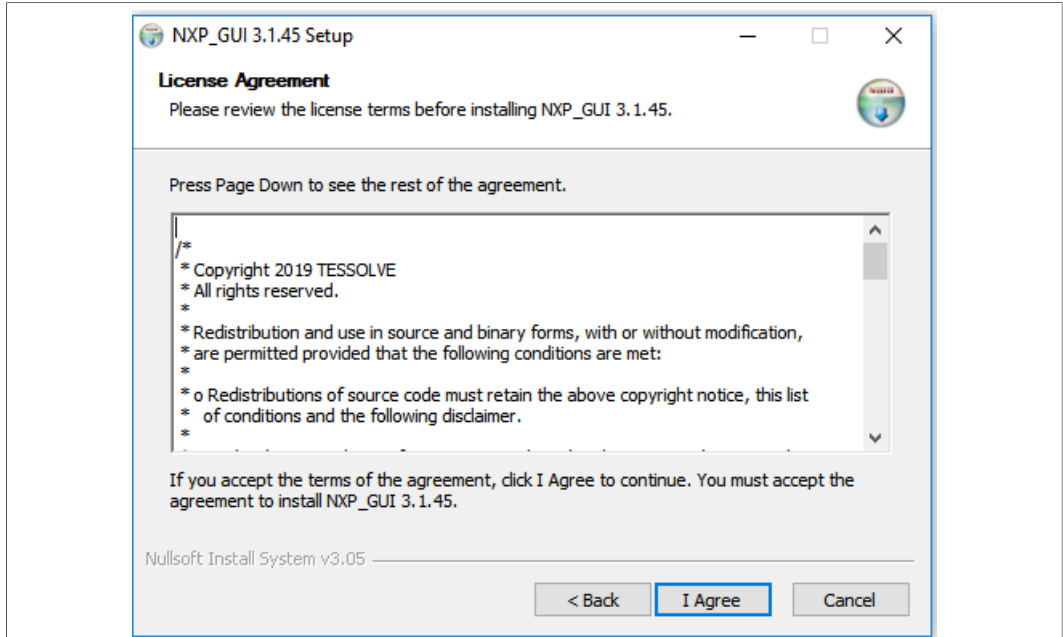 NXP_GUI 3.1.45 Setup
License Agreement
Please review the license terms before installing NXP_GUI 3.1.45.
Press Page Down to see the rest of the agreement.
/*
* Copyright 2019 TESSOLVE
* All rights reserved.
*
* Redistribution and use in source and binary forms, with or without modification,
* are permitted provided that the following conditions are met:
*
* o Redistributions of source code must retain the above copyright notice, this list
*   of conditions and the following disclaimer.
*
If you accept the terms of the agreement, click I Agree to continue. You must accept the
agreement to install NXP_GUI 3.1.45.
Nullsoft Install System v3.05
< Back
I Agree
Cancel